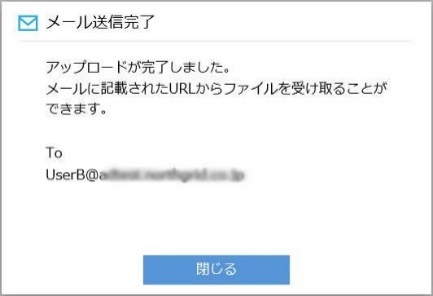 メール送信完了
アップロードが完了しました。
メールに記載されたURLからファイルを受け取ることが
できます。
To
UserB@a
閉じる